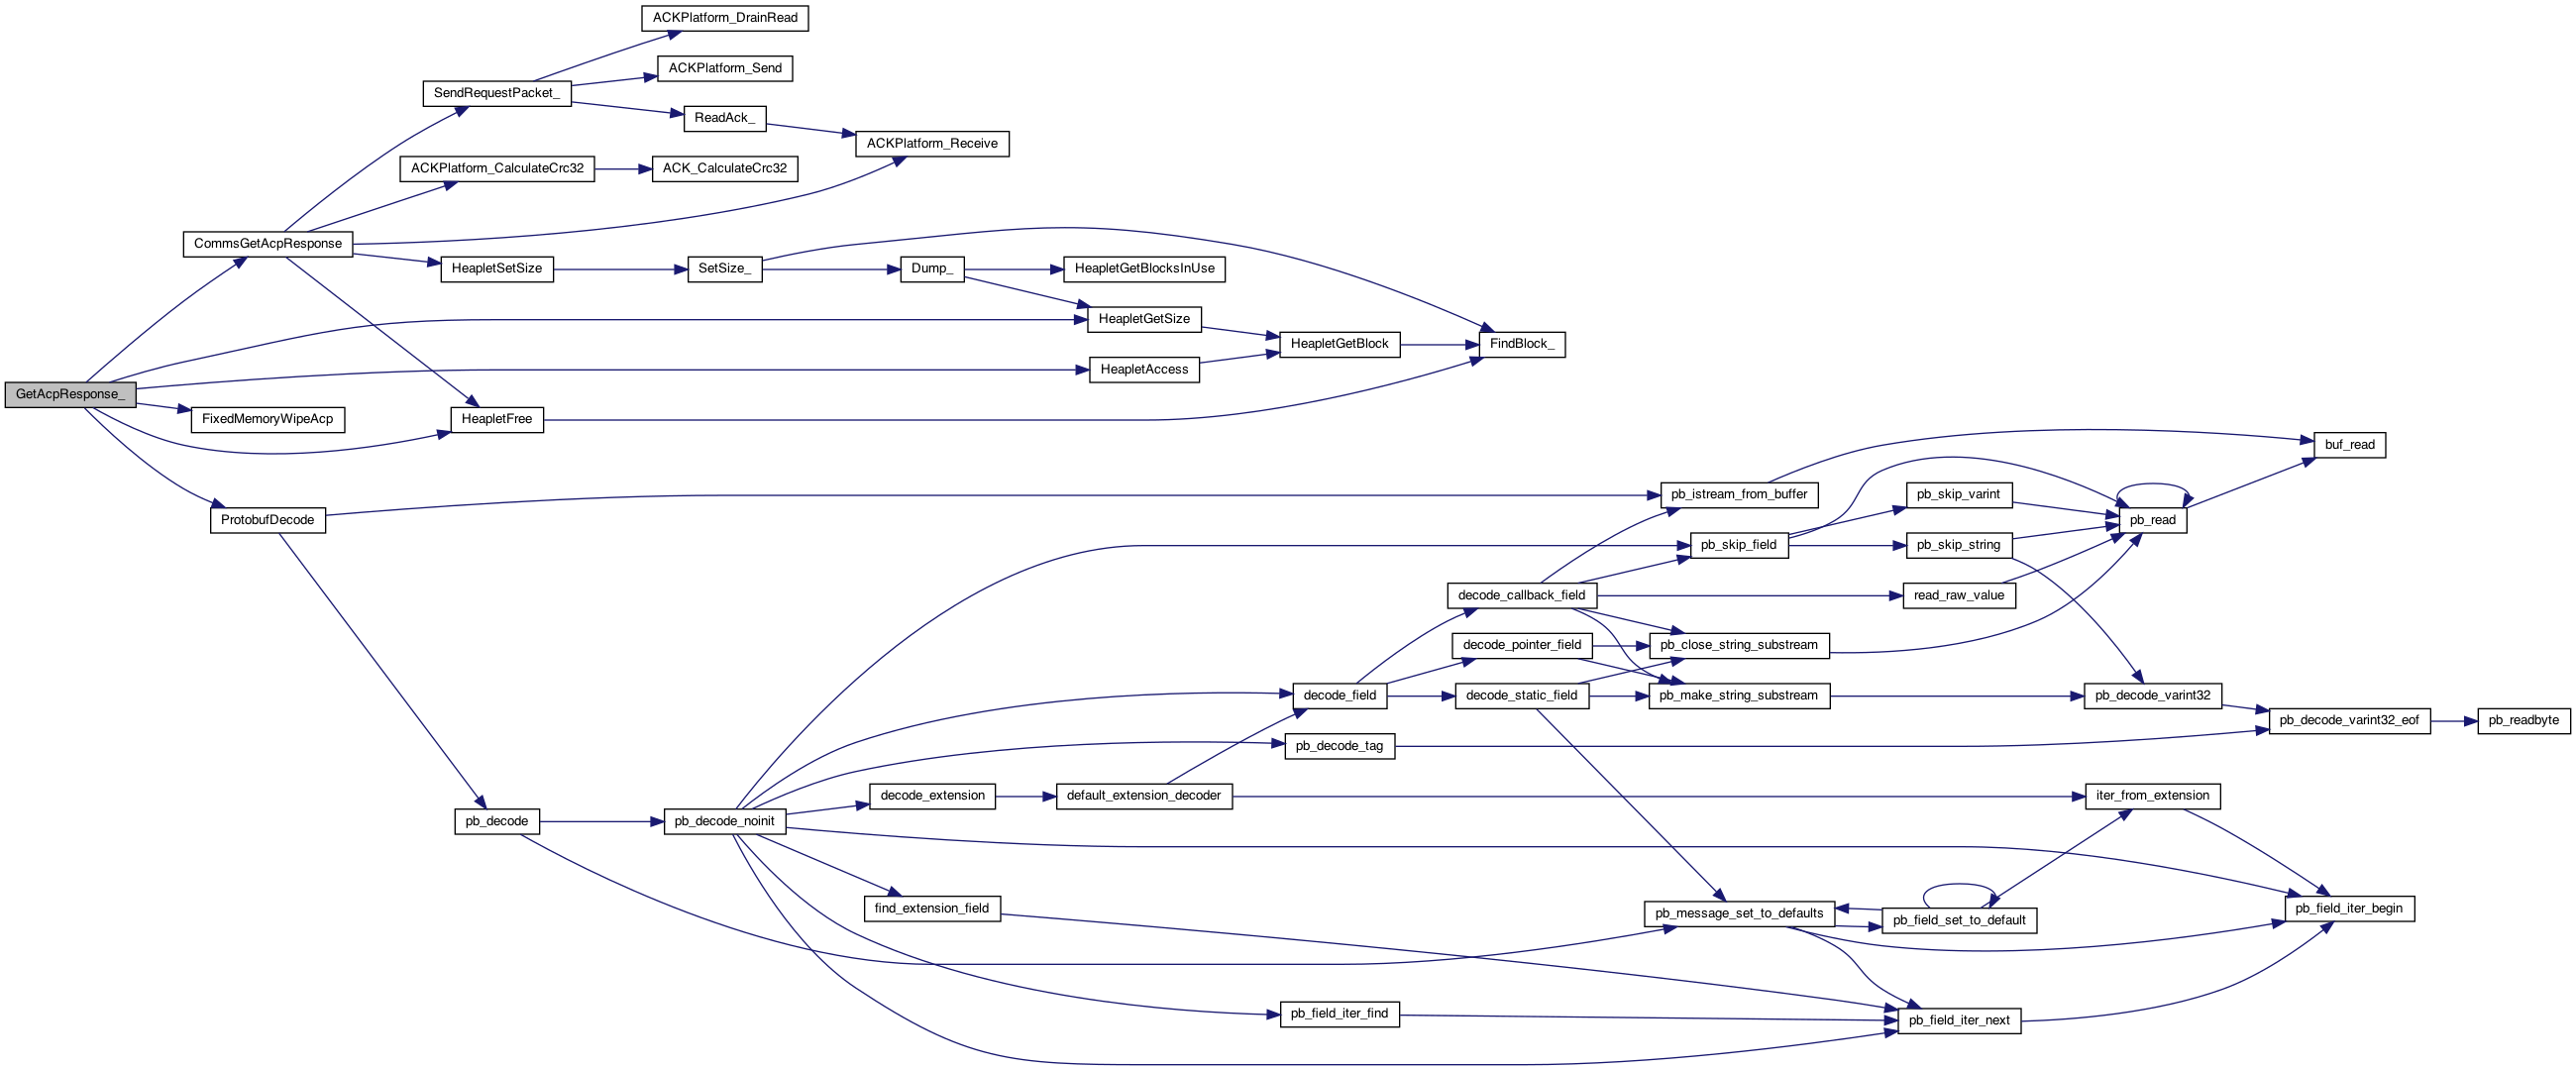 ACKPlatform_DrainRead
ACKPlatform_Send
SendRequestPacket_
ReadAck_
ACKPlatform_Receive
ACKPlatform_CalculateCrc32
ACK_CalculateCrc32
CommsGetAcpResponse
HeapletSetSize
SetSize_
Dump_
HeapletGetBlocksInUse
HeapletGetSize
HeapletGetBlock
FindBlock_
HeapletAccess
GetAcpResponse_
FixedMemoryWipeAcp
HeapletFree
buf_read
pb_istream_from_buffer
pb_skip_varint
ProtobufDecode
pb_read
pb_skip_field
pb_skip_string
decode_callback_field
read_raw_value
decode_pointer_field
pb_close_string_substream
decode_field
decode_static_field
pb_make_string_substream
pb_decode_varint32
pb_decode_varint32_eof
pb_readbyte
pb_decode_tag
decode_extension
default_extension_decoder
iter_from_extension
pb_decode
pb_decode_noinit
find_extension_field
pb_message_set_to_defaults
pb_field_set_to_default
pb_field_iter_begin
pb_field_iter_find
pb_field_iter_next